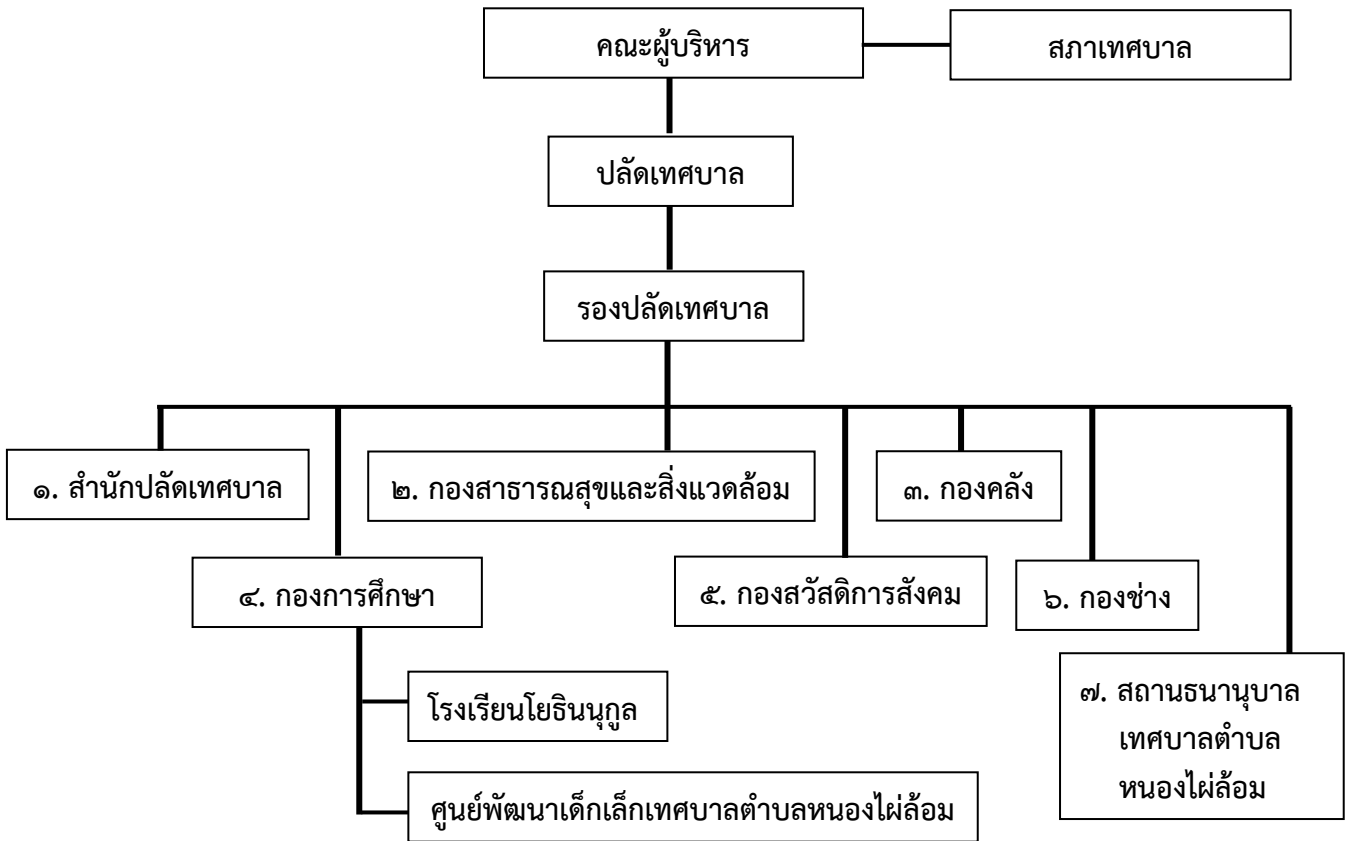 คณะผู้บริหาร
สภาเทศบาล
ปลัดเทศบาล
รองปลัดเทศบาล
๑. สำนักปลัดเทศบาล
๒. กองสาธารณสุขและสิ่งแวดล้อม
๓. กองคลัง
๔. กองการศึกษา
๕. กองสวัสดิการสังคม
๖. กองช่าง
โรงเรียนโยธินนุกูล
ศูนย์พัฒนาเด็กเล็กเทศบาลตำบลหนองไผ่ล้อม
๗. สถานธนานุบาล
เทศบาลตำบล
หนองไผ่ล้อม